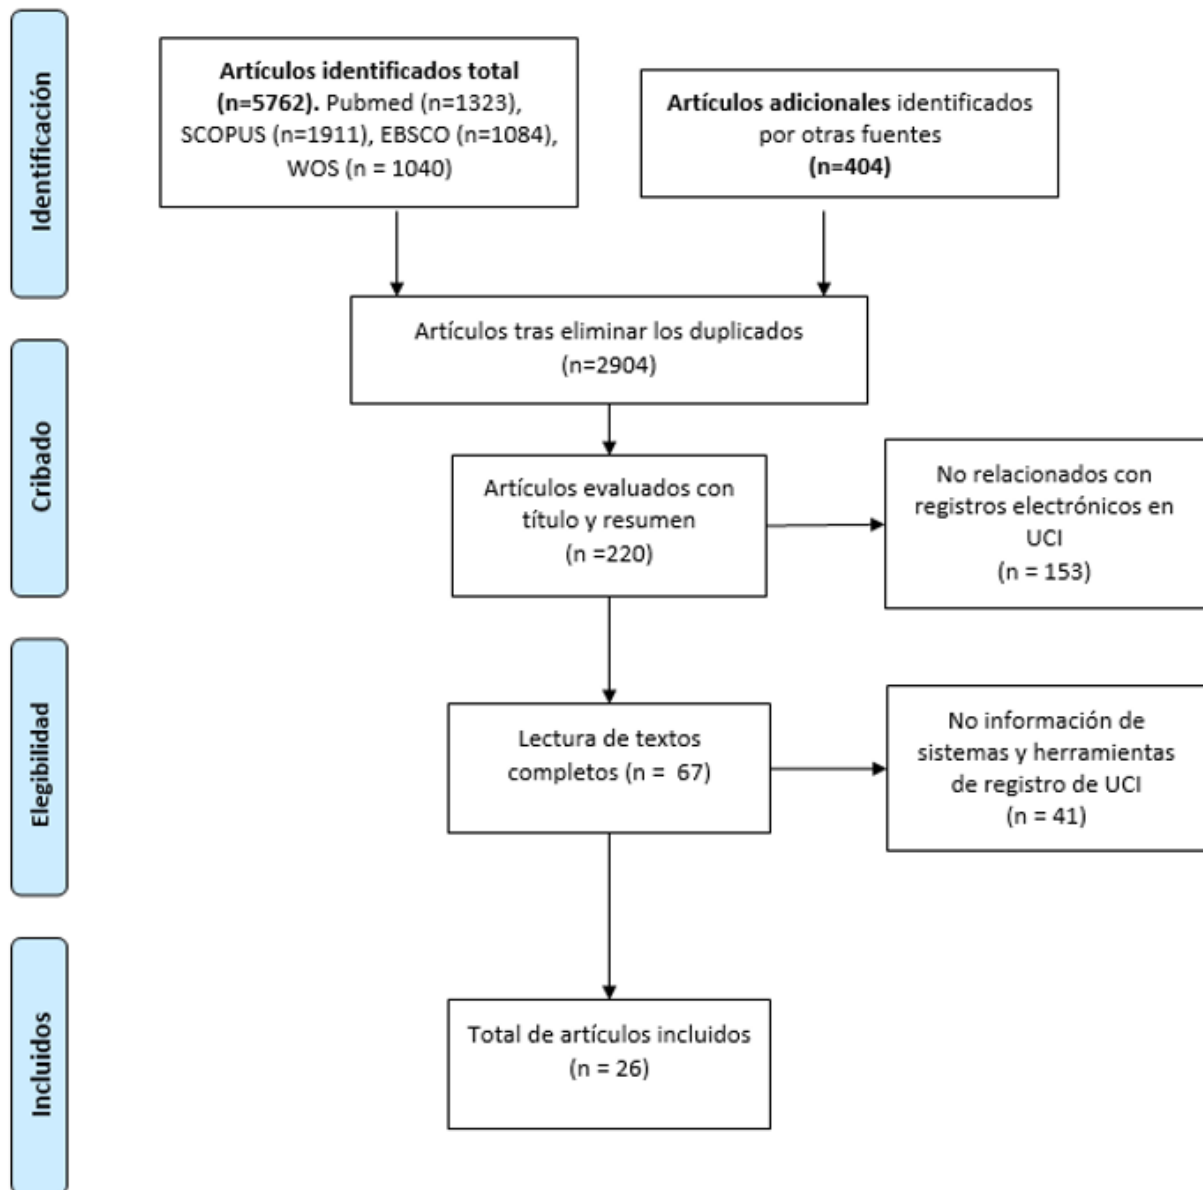 Identificación
Artículos identificados total
(n=5762). Pubmed (n=1323),
SCOPUS (n=1911), EBSCO (n=1084),
WOS (n = 1040)
Artículos adicionales identificados
por otras fuentes
(n=404)
Artículos tras eliminar los duplicados
(n=2904)
Cribado
Artículos evaluados con
título y resumen
(n =220)
No relacionados con
registros electrónicos en
UCI
(n = 153)
Elegibilidad
Lectura de textos
completos (n =  67)
No información de
sistemas y herramientas
de registro de UCI
(n = 41)
Incluidos
Total de artículos incluidos
(n = 26)